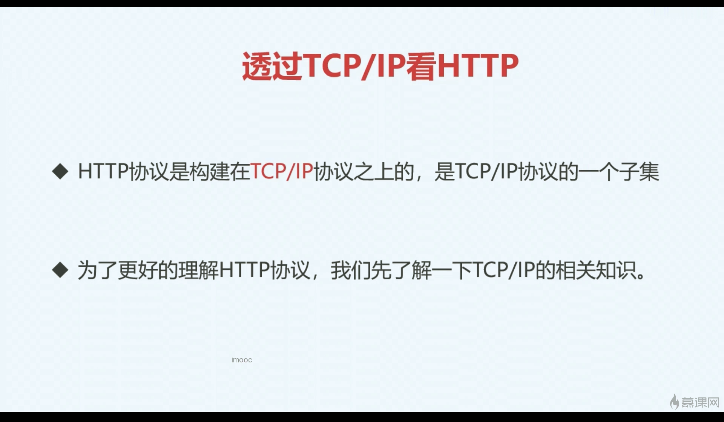 透过TCP/IP看HTTP
◆ HTTP协议是构建在TCP/IP协议之上的，是TCP/IP协议的一个子集
◆ 为了更好的理解HTTP协议，我们先了解一下TCP/IP的相关知识。
imooc
慕课网